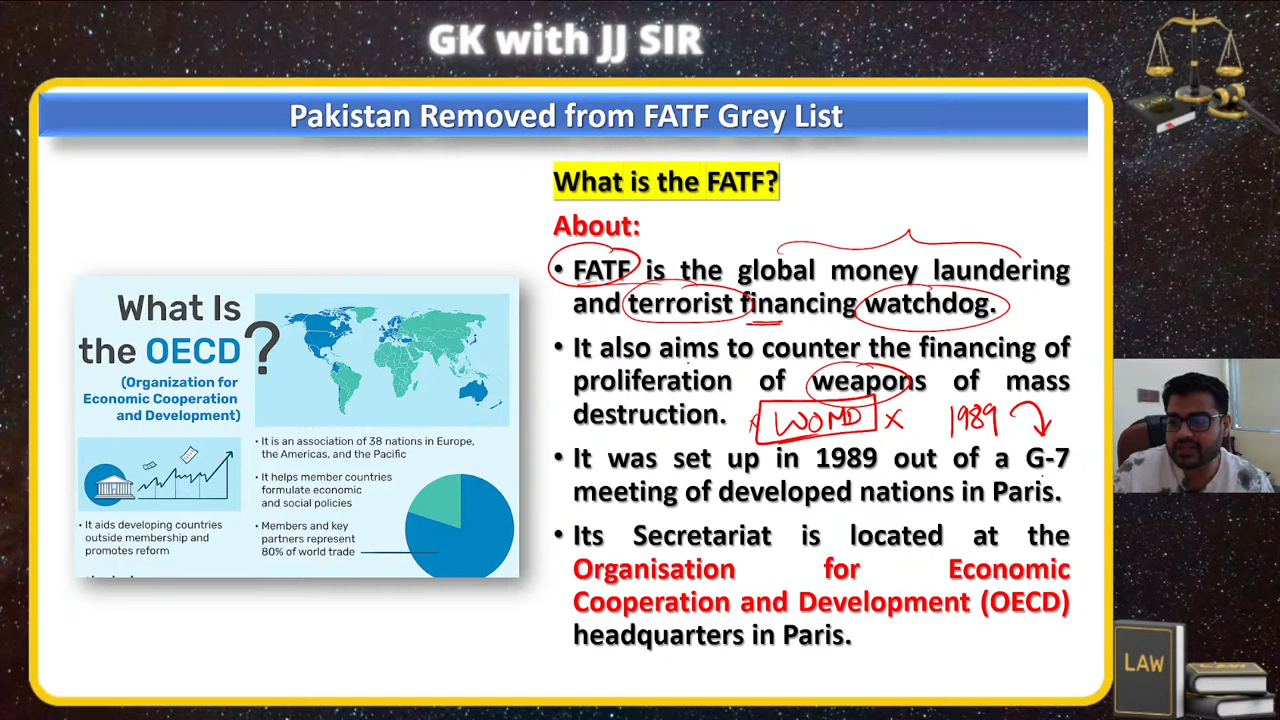 GK with JJ SIR
Pakistan Removed from FATF Grey List
What is the FATF?
About:
• FATF is the global money laundering
and terrorist financing watchdog.
• It also aims to counter the financing of
proliferation of weapons of mass
destruction.
x WOMD x 1989
• It was set up in 1989 out of a G-7
meeting of developed nations in Paris.
• Its Secretariat is located at the
Organisation for Economic
Cooperation and Development (OECD)
headquarters in Paris.
What Is
the OECD?
(Organization for
Economic Cooperation
and Development)
• It is an association of 38 nations in Europe,
the Americas, and the Pacific
• It helps member countries
formulate economic
and social policies
• Members and key
partners represent
80% of world trade
• It aids developing countries
outside membership and
promotes reform
LAW